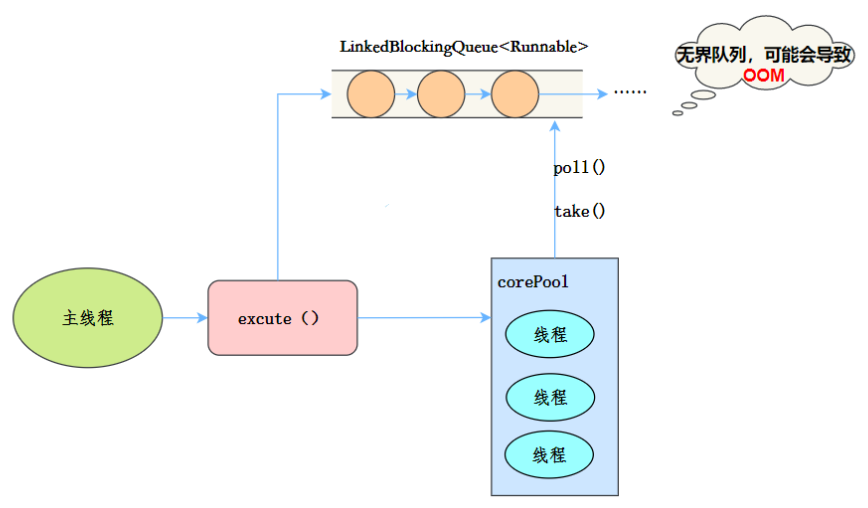 LinkedBlockingQueue<Runnable>
无界队列，可能会导致
OOM
······
poll()
take()
主线程
excute（）
corePool
线程
线程
线程